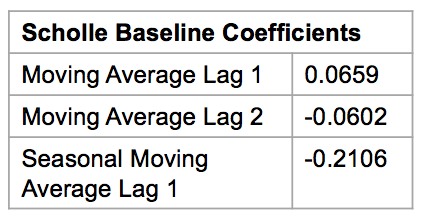 Scholle Baseline Coefficients
Moving Average Lag 1 0.0659
Moving Average Lag 2 -0.0602
Seasonal Moving -0.2106
Average Lag 1